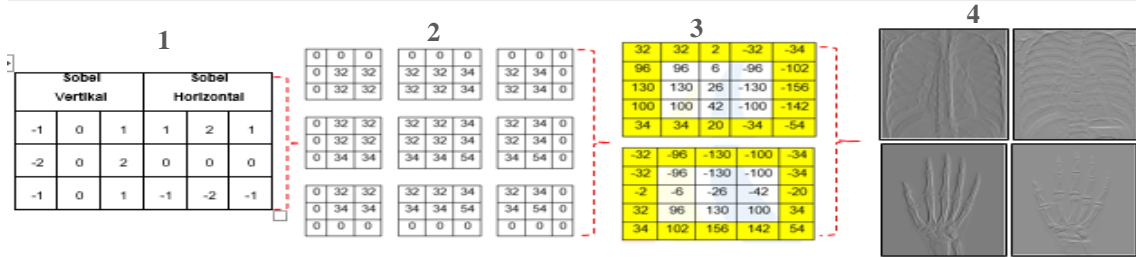 1
Sobel Vertikal Sobel Horizontal
-1 0 1 1 2 1
-2 0 2 0 0 0
-1 0 1 -1 -2 -1
2
0 0 0 0 0 0 0 0 0
0 32 32 32 32 34 32 34 0
0 32 32 32 32 34 32 34 0
0 32 32 32 32 34 32 34 0
0 32 32 32 32 34 32 34 0
0 34 34 34 34 54 34 54 0
0 32 32 32 32 34 32 34 0
0 34 34 34 34 54 34 54 0
0 0 0 0 0 0 0 0 0
3
32 32 2 -32 -34
96 96 6 -96 -102
130 130 26 -130 -156
100 100 42 -100 -142
34 34 20 -34 -54
-32 -96 -130 -100 -34
-32 -96 -130 -100 -34
-2 -6 -26 -42 -20
32 96 130 100 34
34 102 156 142 54
4